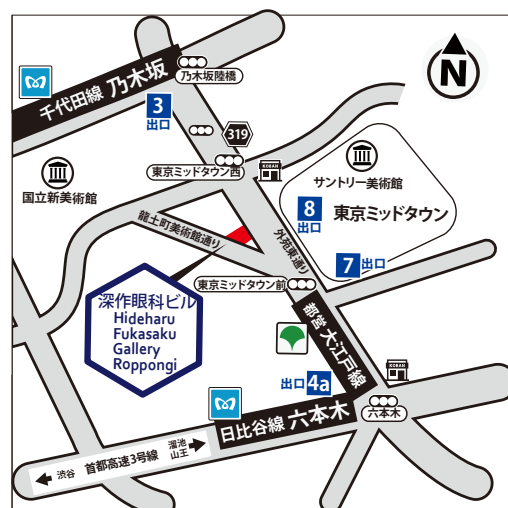 千代田線 乃木坂
乃木坂陸橋
N
3
出口
319
東京ミッドタウン西
KOBAN
国立新美術館
サントリー美術館
8
出口
東京ミッドタウン
龍土町美術館通り
外苑東通り
7 出口
東京ミッドタウン前
深作眼科ビル
Hideharu
Fukasaku
Gallery
Roppongi
都営 大江戸線
KOBAN
出口 4a
六本木
日比谷線 六本木
渋谷 首都高速3号線 溜池
山王